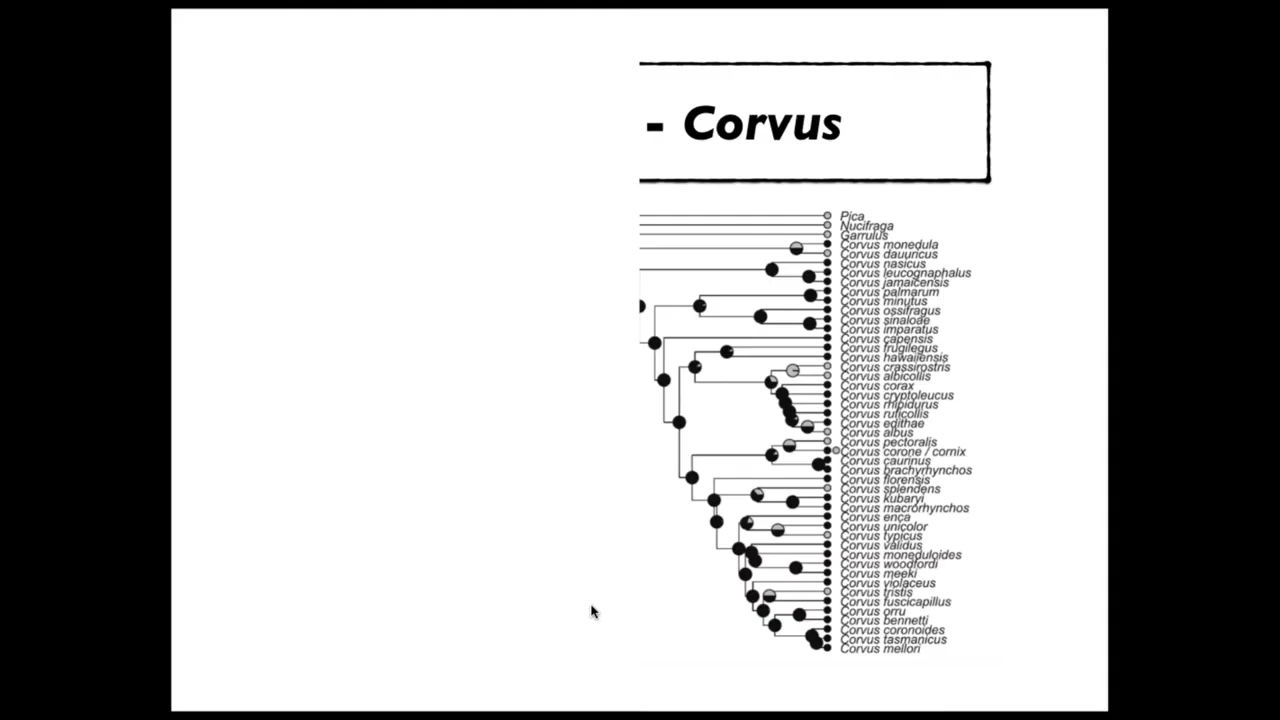 - Corvus
Pica
Nucifraga
Garrulus
Corvus monedula
Corvus dauuricus
Corvus nasicus
Corvus leucognaphalus
Corvus jamaicensis
Corvus palmarum
Corvus minutus
Corvus ossifragus
Corvus sinaloae
Corvus imparatus
Corvus capensis
Corvus frugilegus
Corvus hawaiiensis
Corvus crassirostris
Corvus albicollis
Corvus corax
Corvus cryptoleucus
Corvus rhipidurus
Corvus ruficollis
Corvus edithae
Corvus albus
Corvus pectoralis
Corvus corone / cornix
Corvus caurinus
Corvus brachyrhynchos
Corvus florensis
Corvus splendens
Corvus kubaryi
Corvus macrorhynchos
Corvus enca
Corvus unicolor
Corvus typicus
Corvus validus
Corvus moneduloides
Corvus woodfordi
Corvus meeki
Corvus violaceus
Corvus tristis
Corvus fuscicapillus
Corvus orru
Corvus bennetti
Corvus coronoides
Corvus tasmanicus
Corvus mellori